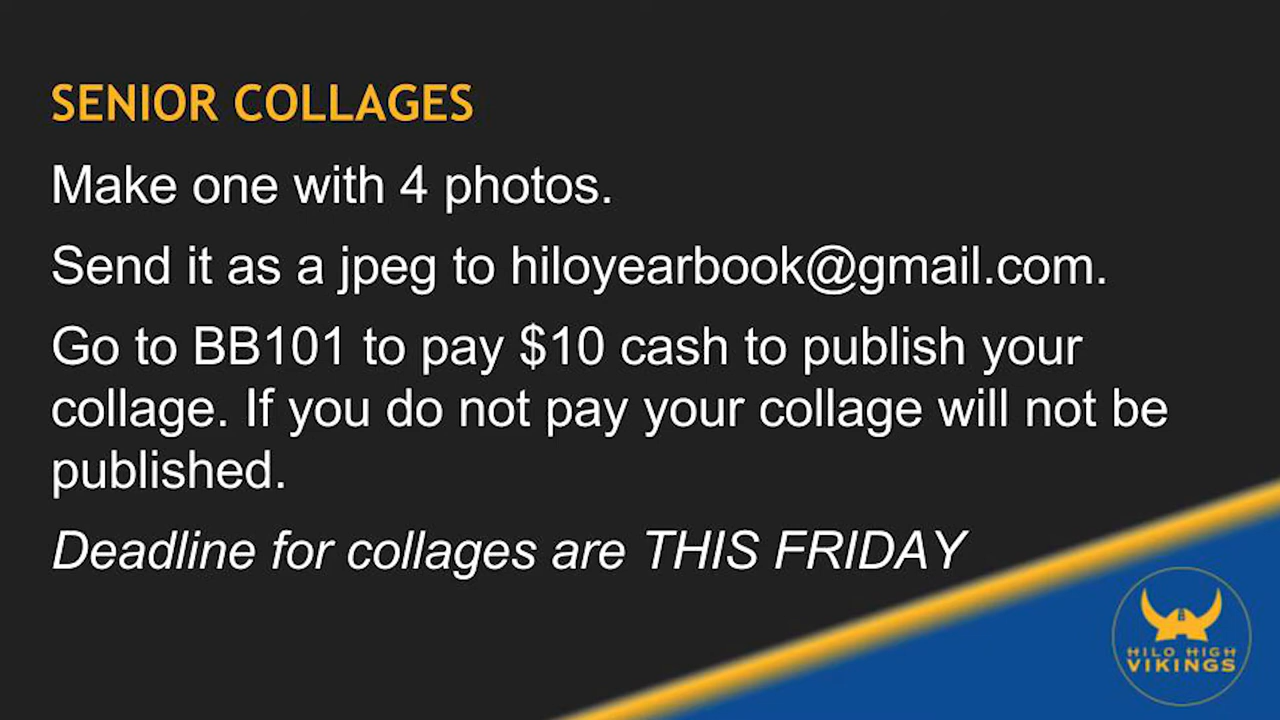 SENIOR COLLAGES
Make one with 4 photos.
Send it as a jpeg to hiloyearbook@gmail.com.
Go to BB101 to pay $10 cash to publish your
collage. If you do not pay your collage will not be
published.
Deadline for collages are THIS FRIDAY
HILO HIGH
VIKINGS